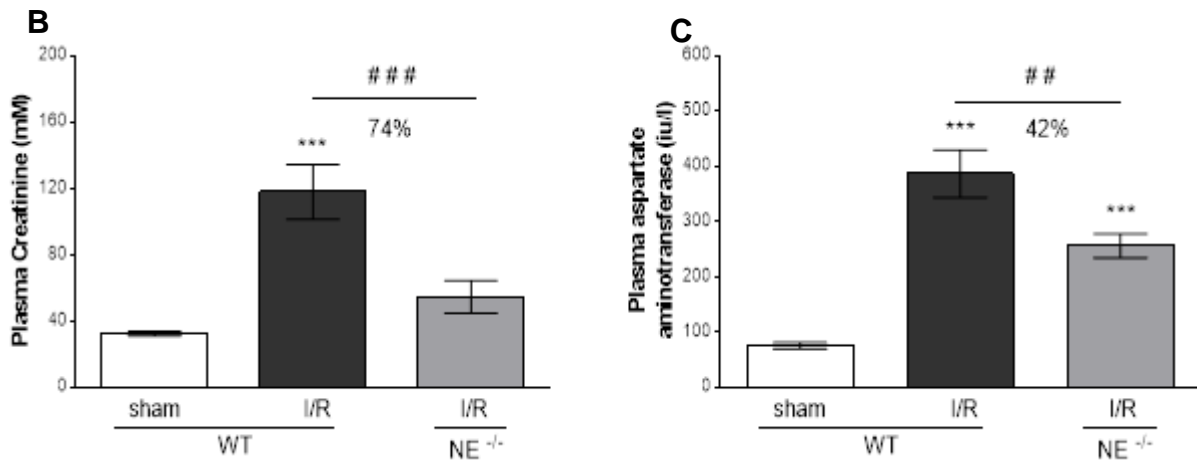 B
Plasma Creatinine (mM)
200
160
120
80
40
0
# # #
74%
***
sham
I/R
I/R
WT
NE -/-
C
Plasma aspartate
aminotransferase (iu/l)
600
500
400
300
200
100
0
# #
42%
***
***
sham
I/R
I/R
WT
NE -/-